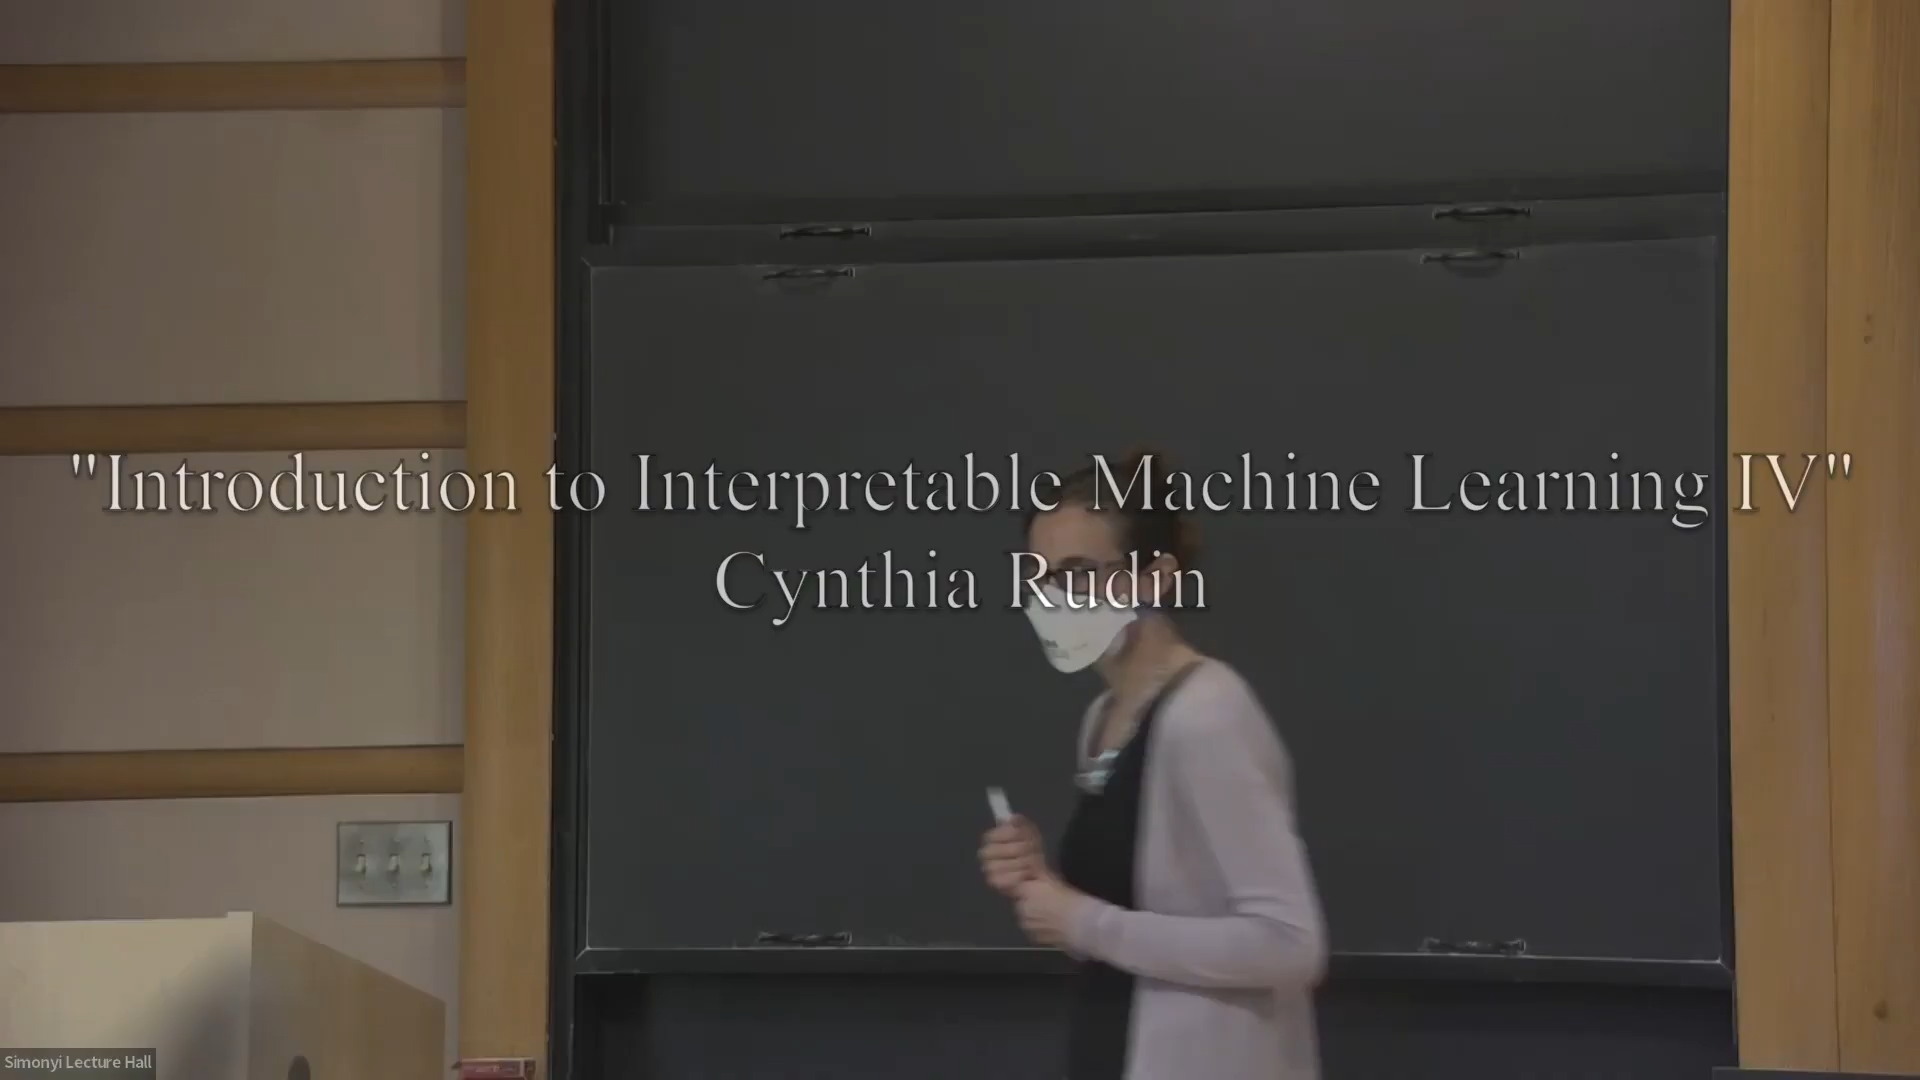 "Introduction to Interpretable Machine Learning IV"
Cynthia Rudin
Simonyi Lecture Hall